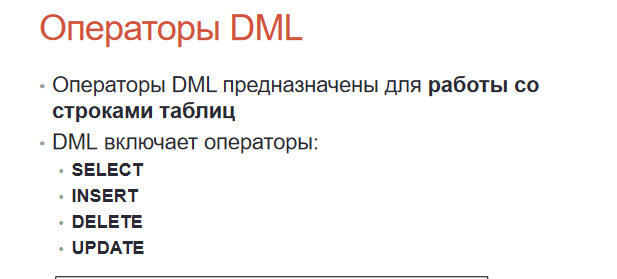 Операторы DML
• Операторы DML предназначены для работы со
строками таблиц
• DML включает операторы:
• SELECT
• INSERT
• DELETE
• UPDATE